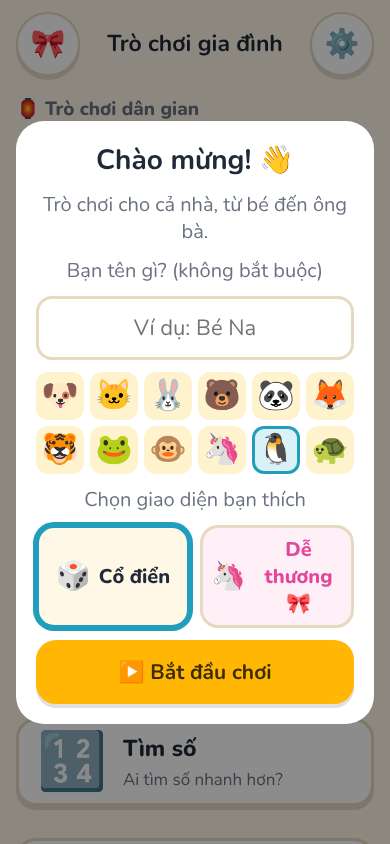 Trò chơi gia đình
Trò chơi dân gian
Chào mừng! 👋
Trò chơi cho cả nhà, từ bé đến ông
bà.
Bạn tên gì? (không bắt buộc)
Ví dụ: Bé Na
Chọn giao diện bạn thích
Cổ điển
Dễ
thương
🎀
Bắt đầu chơi
1 2
3 4
Tìm số
Ai tìm số nhanh hơn?